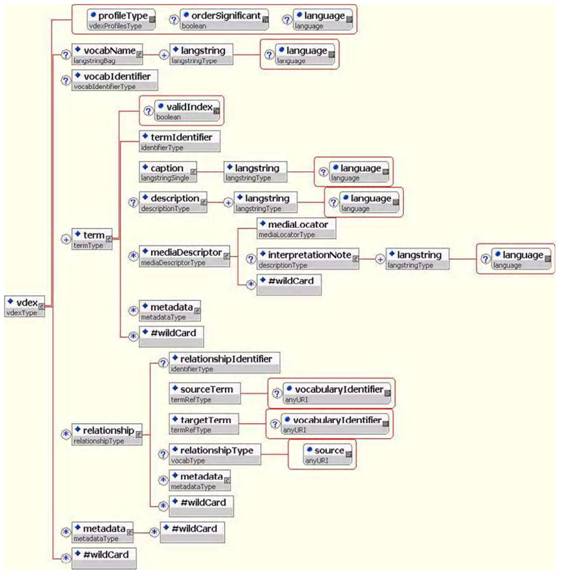 profileType orderSignificant language
vdexProfilesType boolean language
? vocabName + langstring ? language
langstringBag langstringType language
? vocabIdentifier
vocabIdentifierType
? validIndex
boolean
termIdentifier
identifierType
caption langstring ? language
langstringSingle langstringType language
? description + langstring ? language
descriptionType langstringType language
+ term
termType
mediaLocator
mediaLocatorType
* mediaDescriptor
mediaDescriptorType
? interpretationNote + langstring ? language
descriptionType langstringType language
* #wildCard
* metadata
metadataType
* #wildCard
vdex
vdexType
? relationshipIdentifier
identifierType
sourceTerm ? vocabularyIdentifier
termRefType anyURI
targetTerm ? vocabularyIdentifier
termRefType anyURI
* relationship
relationshipType
? relationshipType source
vocabType anyURI
* metadata
metadataType
* #wildCard
* metadata * #wildCard
metadataType
* #wildCard